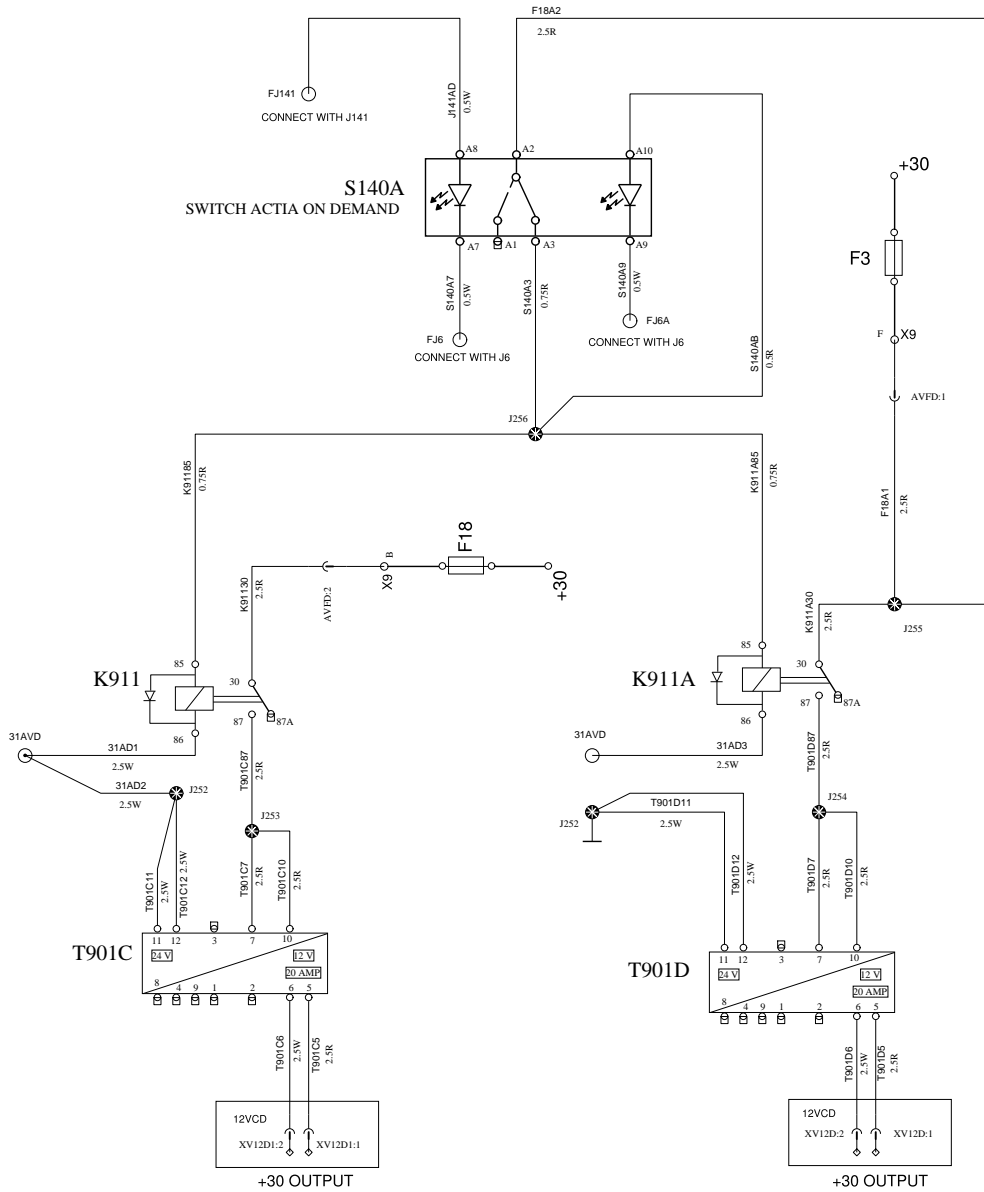 F18A2
2.5R
FJ141
CONNECT WITH J141
J141AD
0.5W
A8
A2
A10
S140A
SWITCH ACTIA ON DEMAND
A7
A1
A3
A9
S140A7
0.5W
S140A3
0.75R
S140A9
0.5W
FJ6
CONNECT WITH J6
FJ6A
CONNECT WITH J6
S140AB
0.5R
+30
F3
F
X9
AVFD:1
F18A1
2.5R
J256
K91185
0.75R
K911A85
0.75R
K91130
2.5R
AVFD:2
X9
B
F18
+30
K911A30
2.5R
J255
85
K911
30
87
87A
86
85
K911A
30
87
87A
86
31AVD
31AD1
2.5W
31AD2
2.5W
J252
T901C87
2.5R
J253
31AVD
31AD3
2.5W
T901D87
2.5R
J254
J252
T901D11
2.5W
T901C11
2.5W
T901C12
2.5W
T901C7
2.5R
T901C10
2.5R
T901D12
2.5W
T901D7
2.5R
T901D10
2.5R
T901C
11
12
3
7
10
24 V
12 V
20 AMP
8
4
9
1
2
6
5
T901D
11
12
3
7
10
24 V
12 V
20 AMP
8
4
9
1
2
6
5
T901C6
2.5W
T901C5
2.5R
T901D6
2.5W
T901D5
2.5R
12VCD
XV12D1:2
XV12D1:1
+30 OUTPUT
12VCD
XV12D:2
XV12D:1
+30 OUTPUT